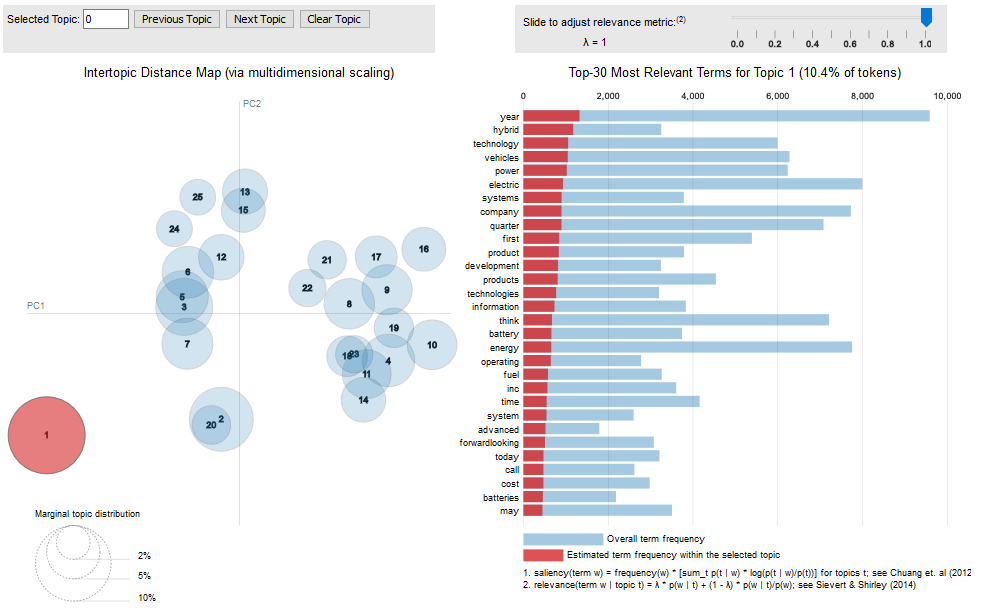 Selected Topic: 0 Previous Topic Next Topic Clear Topic
Slide to adjust relevance metric:(2)
λ = 1
0.0 0.2 0.4 0.6 0.8 1.0
Intertopic Distance Map (via multidimensional scaling)
PC2
PC1
25
13
15
24
12
6
5
3
7
16
17
21
22
9
8
19
10
18
23
4
11
14
2
20
1
Marginal topic distribution
2%
5%
10%
Top-30 Most Relevant Terms for Topic 1 (10.4% of tokens)
0 2,000 4,000 6,000 8,000 10,000
year
hybrid
technology
vehicles
power
electric
systems
company
quarter
first
product
development
products
technologies
information
think
battery
energy
operating
fuel
inc
time
system
advanced
forwardlooking
today
call
cost
batteries
may
Overall term frequency
Estimated term frequency within the selected topic
1. saliency(term w) = frequency(w) * [sum_t p(t | w) * log(p(t | w)/p(t))] for topics t; see Chuang et. al (2012
2. relevance(term w | topic t) = λ * p(w | t) + (1 - λ) * p(w | t)/p(w); see Sievert & Shirley (2014)